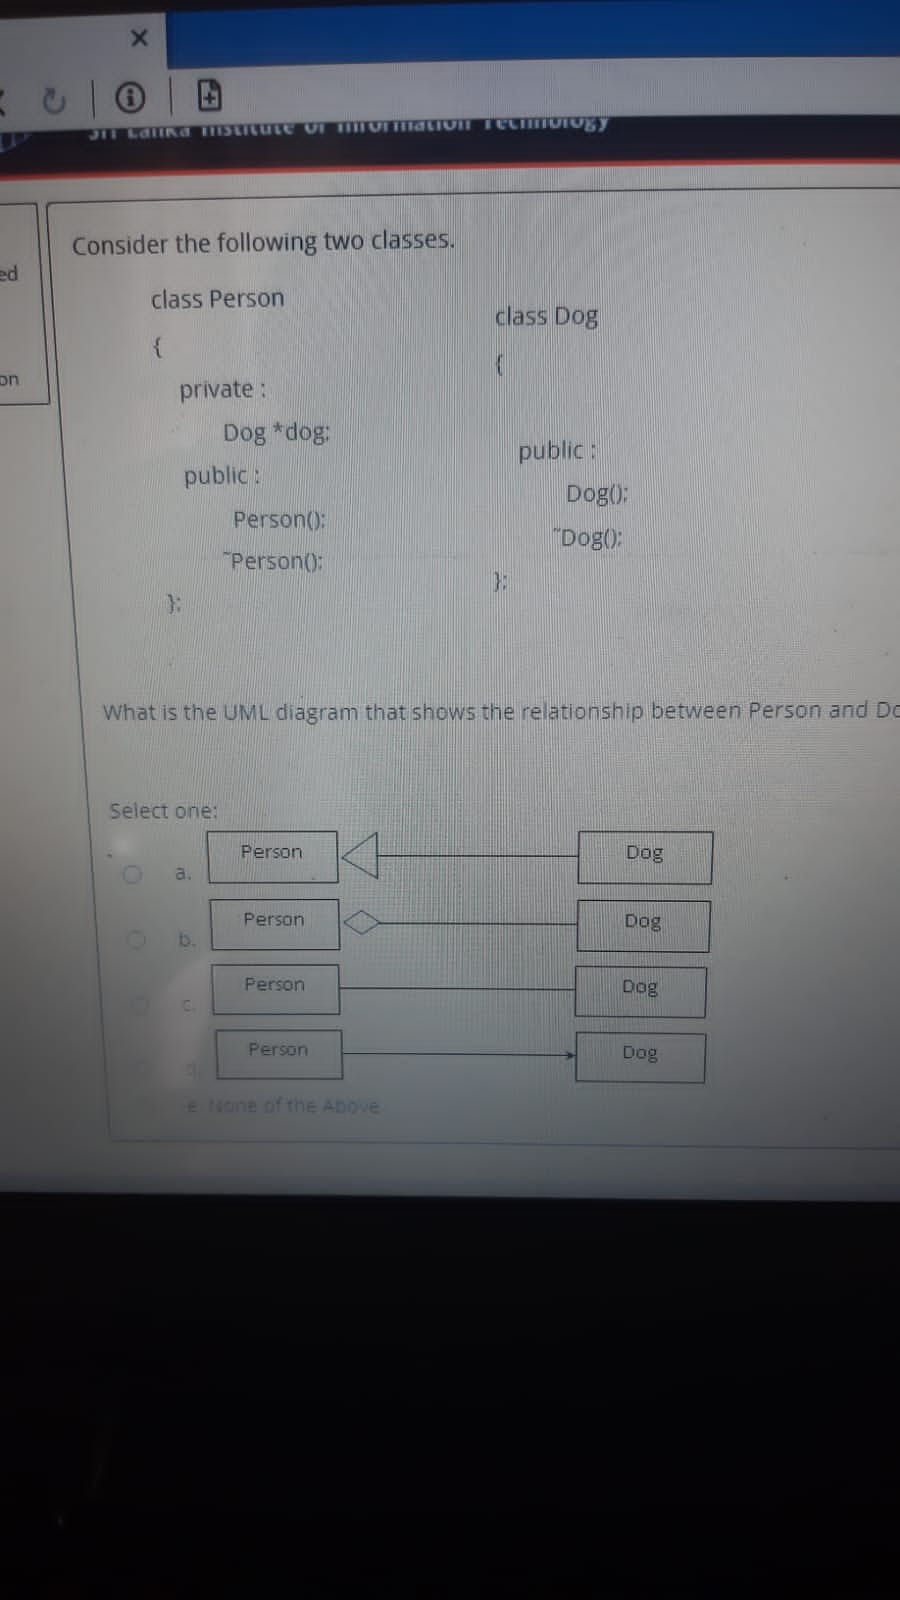 Sri Lanka Institute of Information Technology
ed
on
Consider the following two classes.
class Person
{
private :
Dog *dog;
public :
Person();
~Person();
};
class Dog
{
public :
Dog();
~Dog();
};
What is the UML diagram that shows the relationship between Person and Do
Select one:
a.
Person
Dog
b.
Person
Dog
c.
Person
Dog
d.
Person
Dog
e. None of the Above